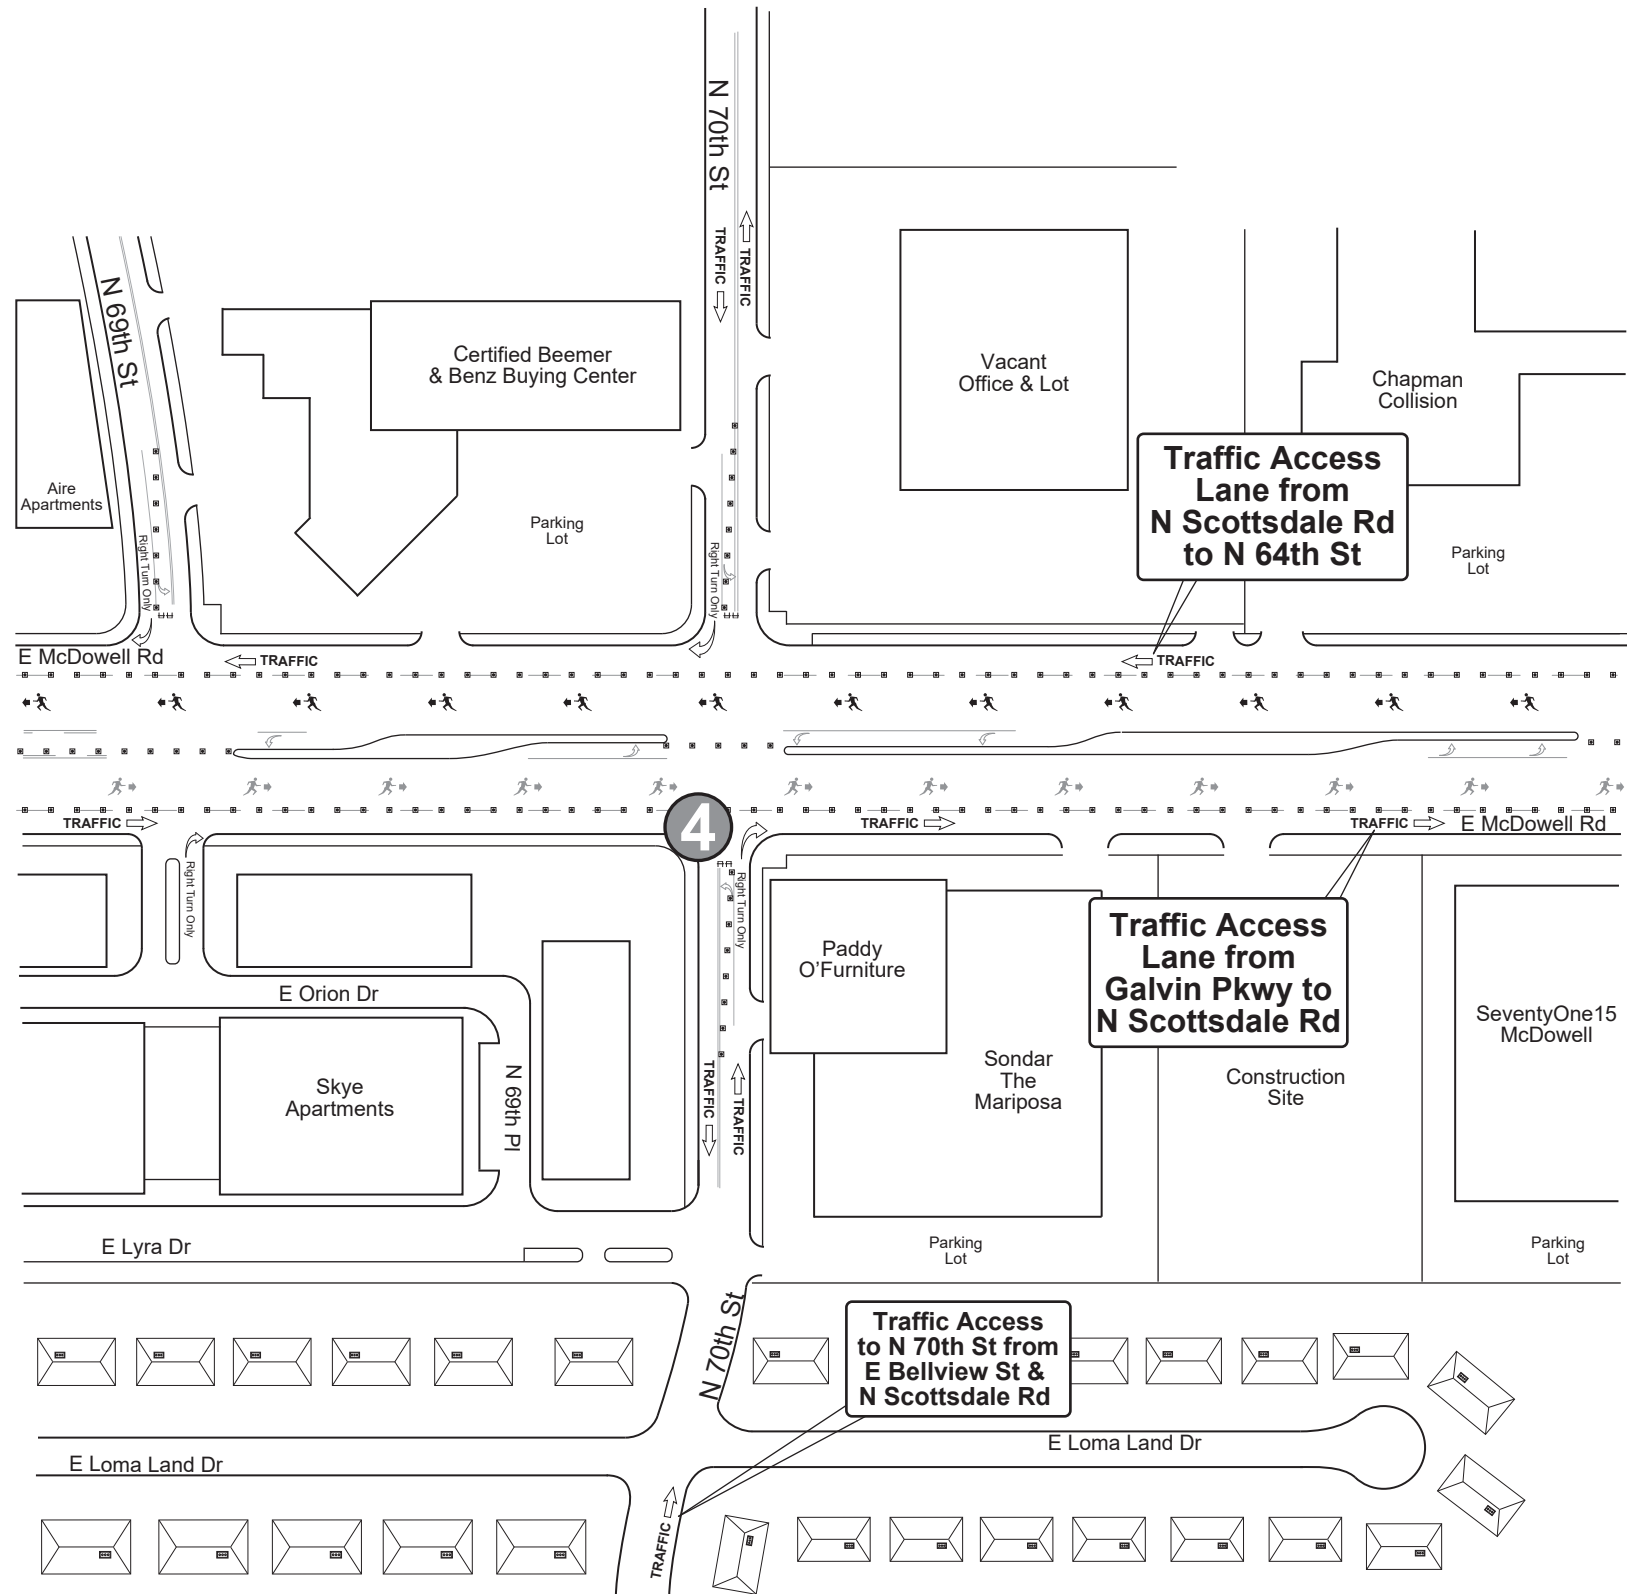 N 70th St
TRAFFIC
TRAFFIC
N 69th St
Certified Beemer
& Benz Buying Center
Vacant
Office & Lot
Chapman
Collision
Aire
Apartments
Parking
Lot
Traffic Access
Lane from
N Scottsdale Rd
to N 64th St
Parking
Lot
Right Turn Only
Right Turn Only
E McDowell Rd
TRAFFIC
TRAFFIC
4
TRAFFIC
TRAFFIC
TRAFFIC
E McDowell Rd
Right Turn Only
Right Turn Only
Paddy
O'Furniture
Traffic Access
Lane from
Galvin Pkwy to
N Scottsdale Rd
E Orion Dr
SeventyOne15
McDowell
Skye
Apartments
N 69th Pl
TRAFFIC
TRAFFIC
Sondar
The
Mariposa
Construction
Site
E Lyra Dr
Parking
Lot
Parking
Lot
N 70th St
Traffic Access
to N 70th St from
E Bellview St &
N Scottsdale Rd
E Loma Land Dr
E Loma Land Dr
TRAFFIC